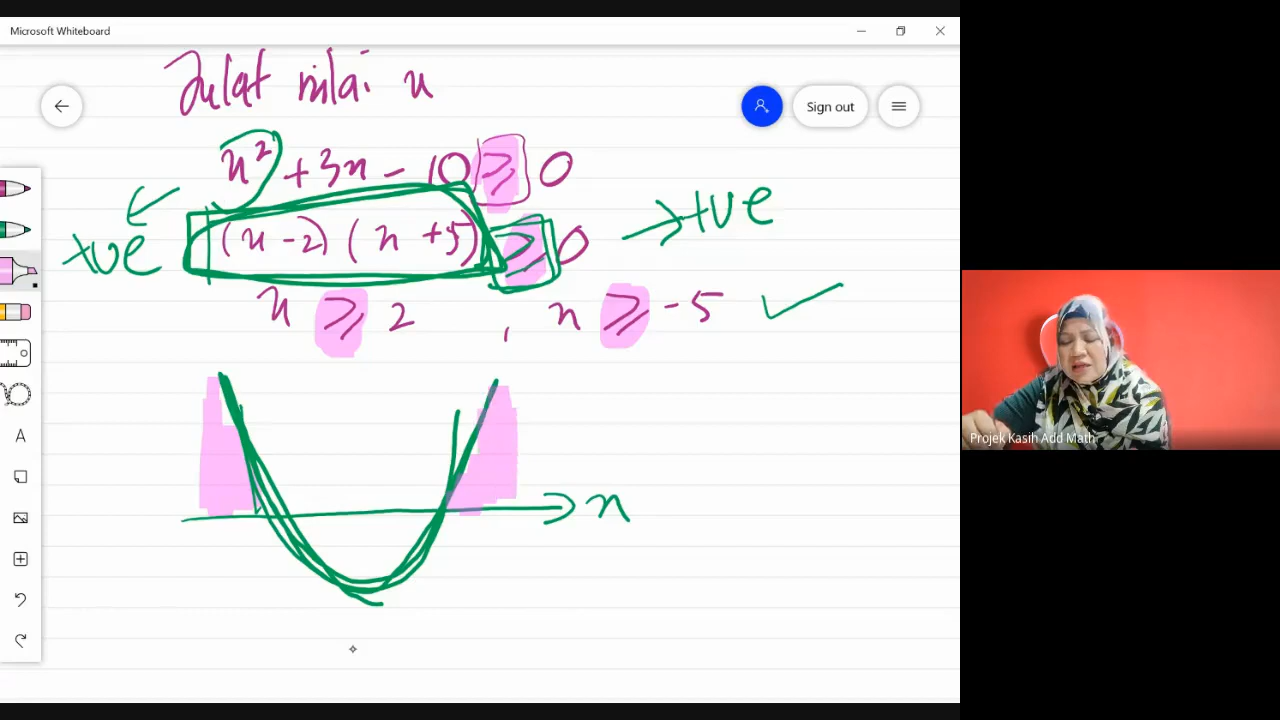 Microsoft Whiteboard
Julat nilai x
Sign out
x² + 3x - 10 ≥ 0
+ve
(x - 2) (x + 5) ≥ 0
→ +ve
x ≥ 2 , x ≥ -5 ✓
Projek Kasih Add Math
A
x